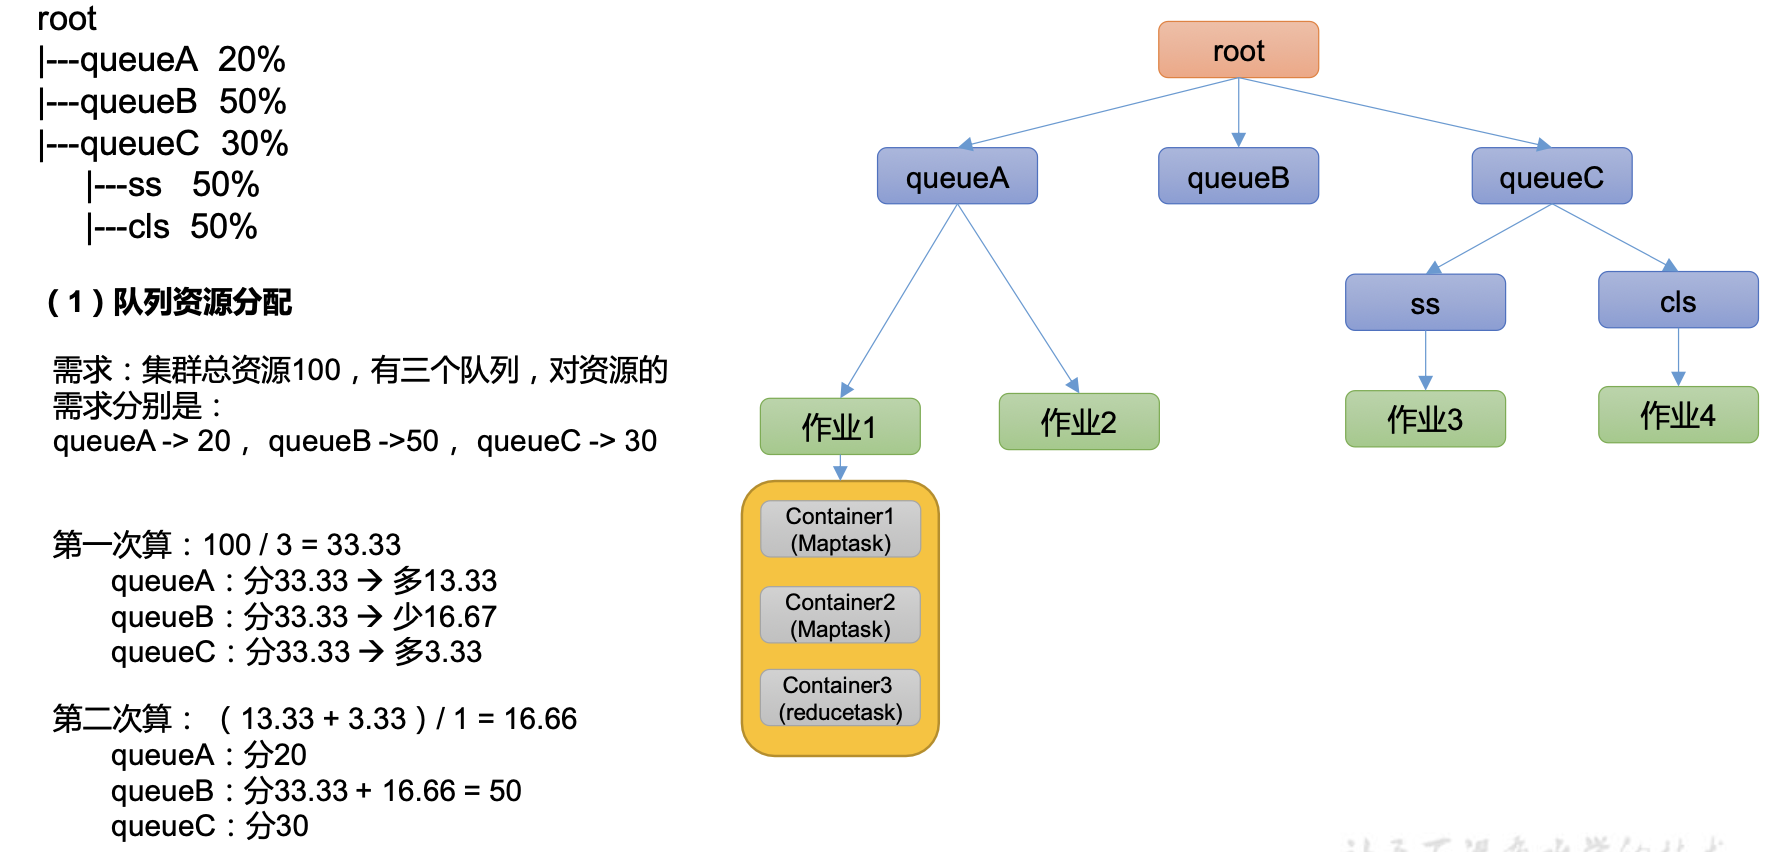 root
|---queueA 20%
|---queueB 50%
|---queueC 30%
|---ss 50%
|---cls 50%
（1）队列资源分配
需求：集群总资源100，有三个队列，对资源的
需求分别是：
queueA -> 20， queueB ->50， queueC -> 30
第一次算：100 / 3 = 33.33
queueA：分33.33 → 多13.33
queueB：分33.33 → 少16.67
queueC：分33.33 → 多3.33
第二次算：（13.33 + 3.33）/ 1 = 16.66
queueA：分20
queueB：分33.33 + 16.66 = 50
queueC：分30
root
queueA
queueB
queueC
ss
cls
作业1
作业2
作业3
作业4
Container1
(Maptask)
Container2
(Maptask)
Container3
(reducetask)